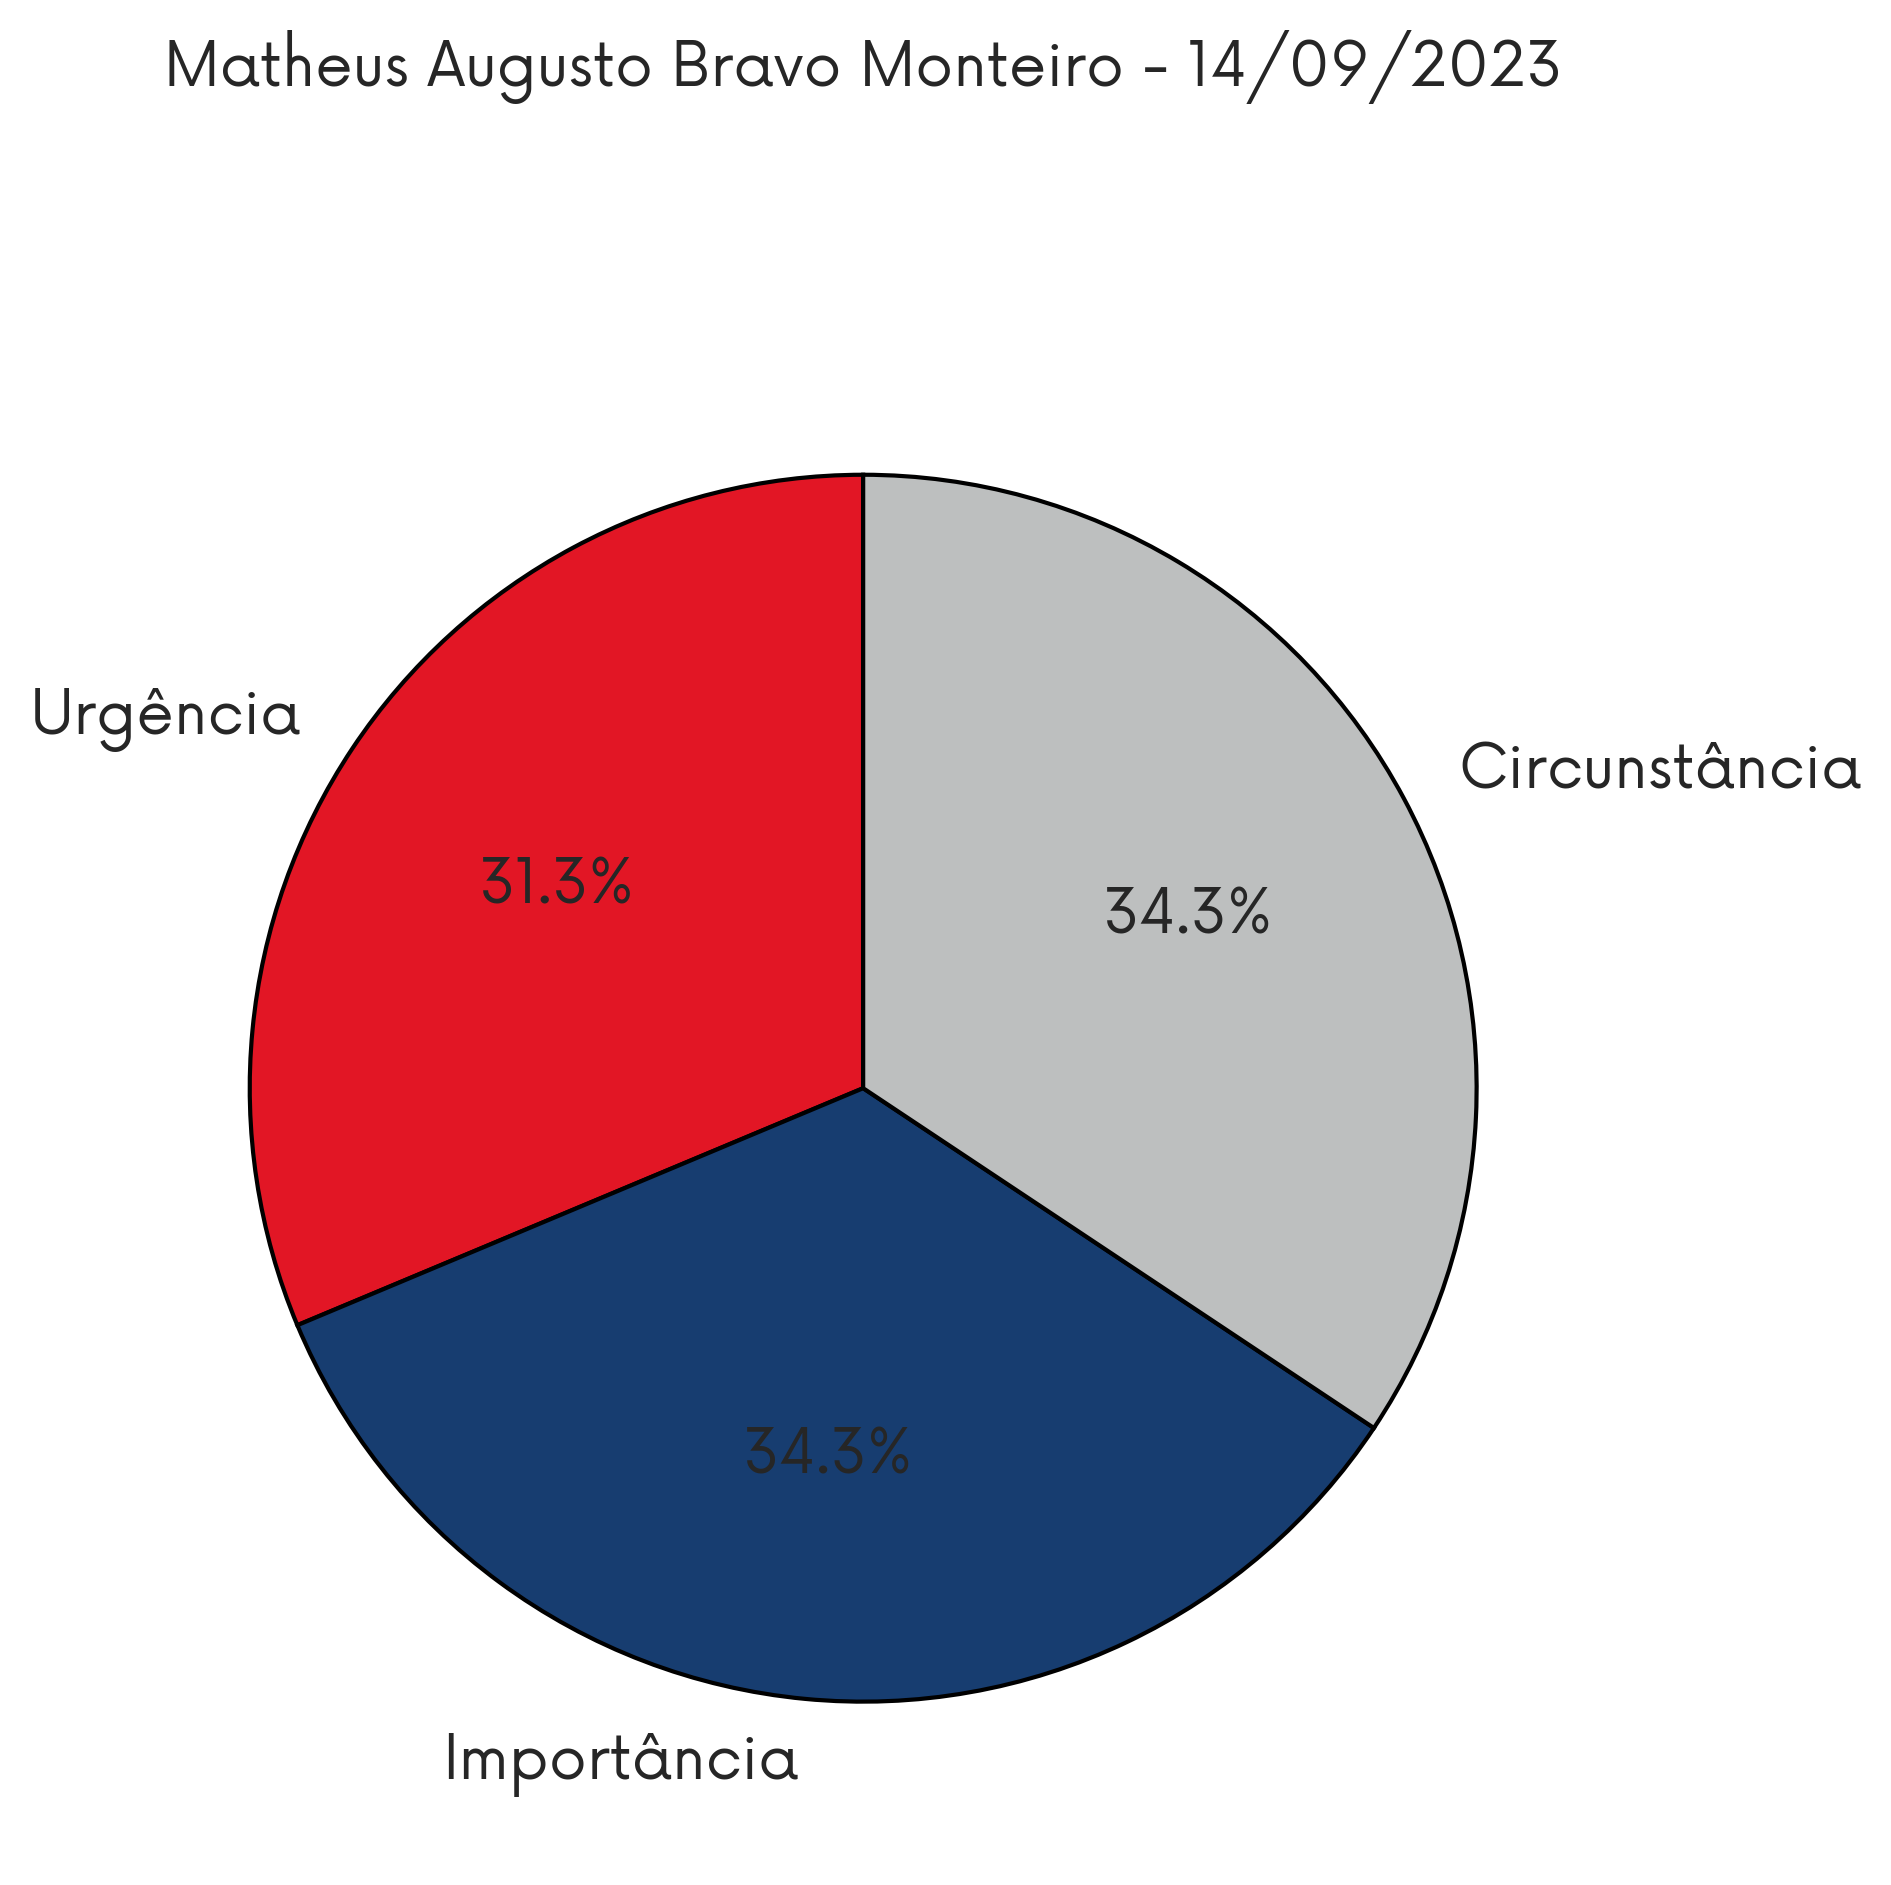 Matheus Augusto Bravo Monteiro - 14/09/2023
Urgência
Circunstância
31.3%
34.3%
34.3%
Importância